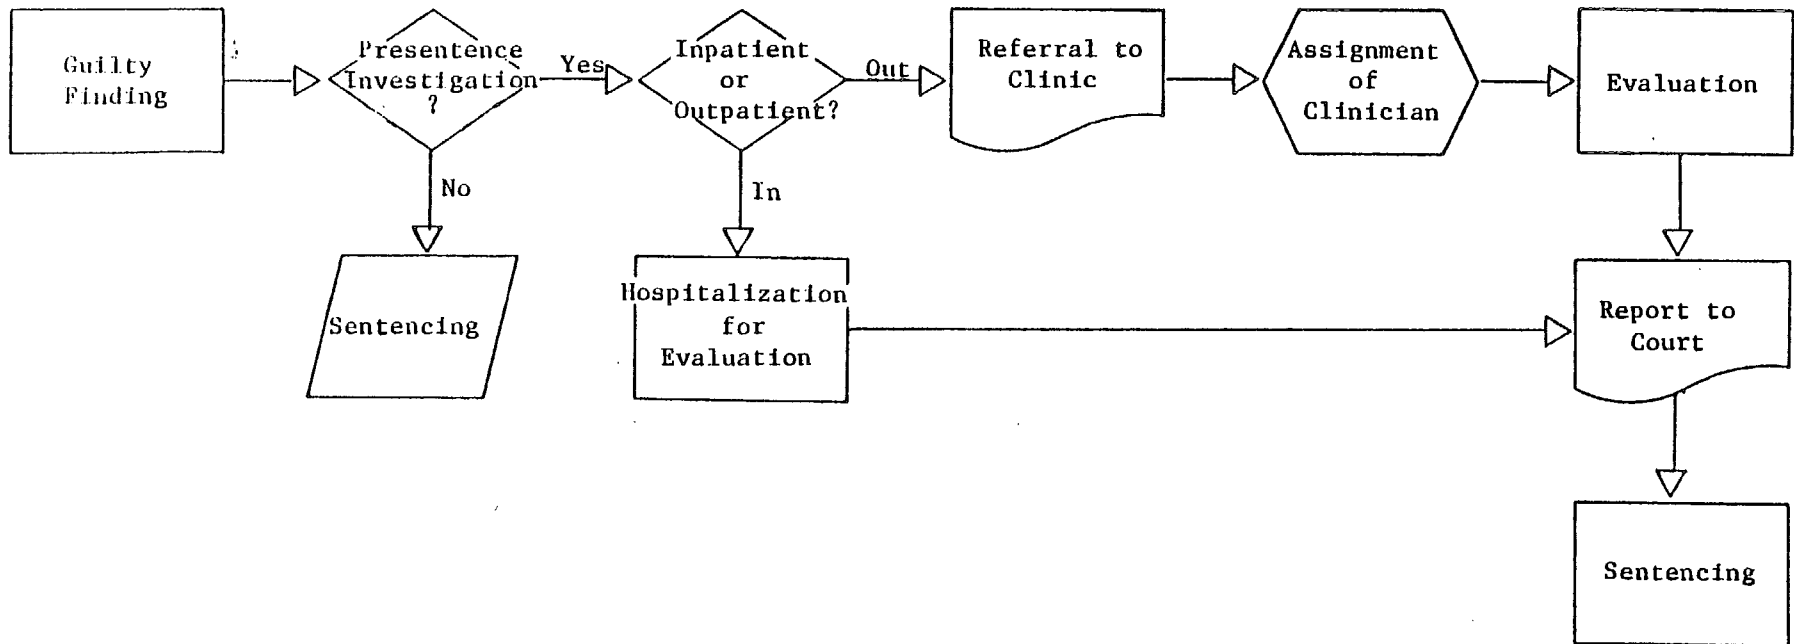 Guilty
Finding
Presentence
Investigation
?
Yes
No
Inpatient
or
Outpatient?
Out
In
Referral to
Clinic
Assignment
of
Clinician
Evaluation
Sentencing
Hospitalization
for
Evaluation
Report to
Court
Sentencing